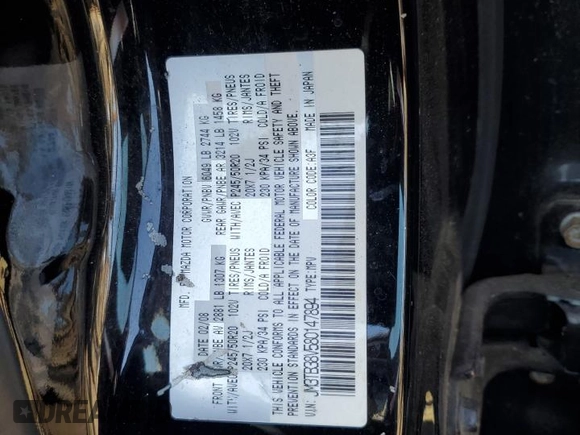 MFD. BY MAZDA MOTOR CORPORATION
DATE 02/08 GVWR/PNBV 6049 LB 2744 KG
FRONT GAWR/PNBE AV 2881 LB 1307 KG REAR GAWR/PNBE AR 3214 LB 1458 KG
WITH/AVEC P245/50R20 102V TIRES/PNEUS WITH/AVEC P245/50R20 102V TIRES/PNEUS
20X7 1/2J RIMS/JANTES 20X7 1/2J RIMS/JANTES
230 KPA/34 PSI COLD/A FROID 230 KPA/34 PSI COLD/A FROID
THIS VEHICLE CONFORMS TO ALL APPLICABLE FEDERAL MOTOR VEHICLE SAFETY AND THEFT
PREVENTION STANDARDS IN EFFECT ON THE DATE OF MANUFACTURE SHOWN ABOVE.
VIN: JM3TB38V580147894 TYPE: MPV COLOR CODE: A3F MADE IN JAPAN